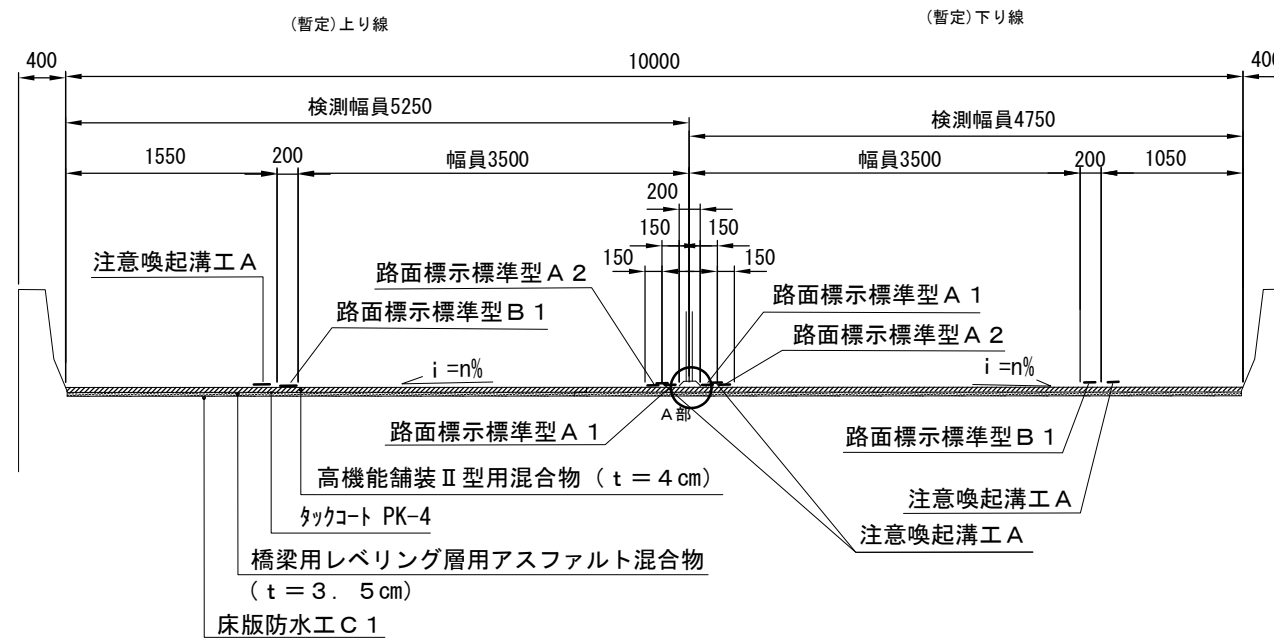 (暫定)上り線
(暫定)下り線
400
10000
400
検測幅員5250
検測幅員4750
1550
200
幅員3500
幅員3500
200
1050
200
150
150
150
150
注意喚起溝工A
路面標示標準型A2
路面標示標準型B1
路面標示標準型A1
路面標示標準型A2
i=n%
i=n%
A部
路面標示標準型A1
路面標示標準型B1
高機能舗装Ⅱ型用混合物(t=4cm)
注意喚起溝工A
タックコート PK-4
注意喚起溝工A
橋梁用レベリング層用アスファルト混合物
(t=3.5cm)
床版防水工C1